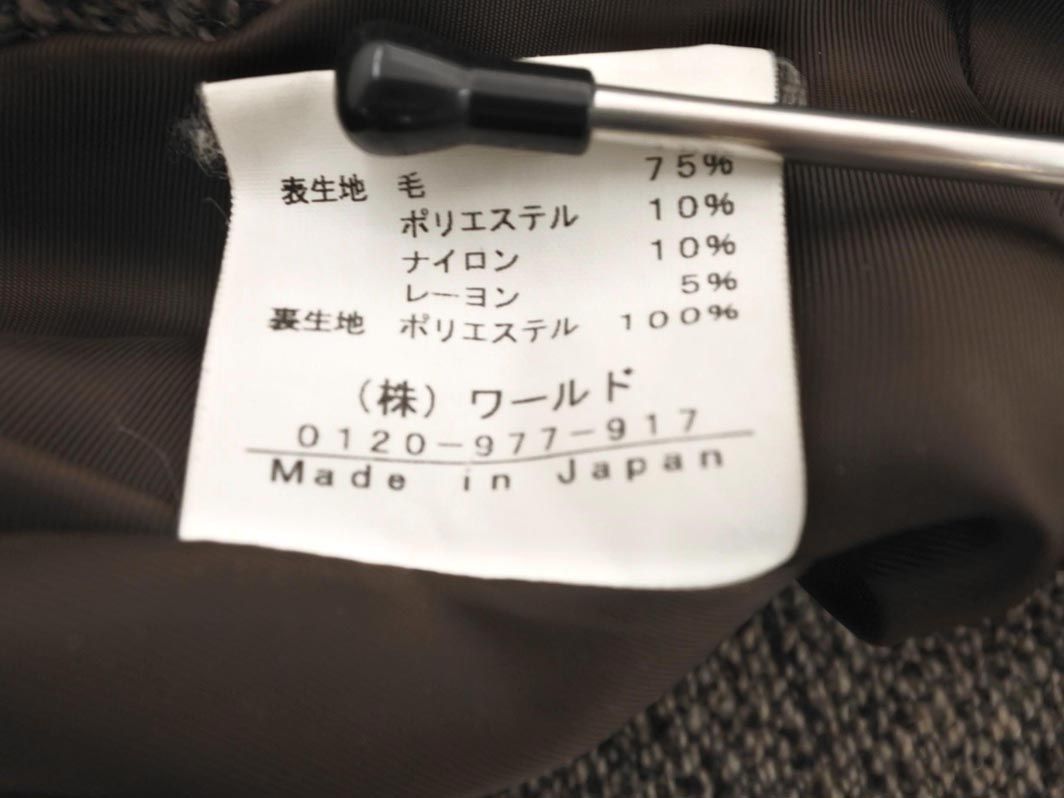 表生地 毛 75%
ポリエステル 10%
ナイロン 10%
レーヨン 5%
裏生地 ポリエステル 100%
(株) ワールド
0120-977-917
Made in Japan